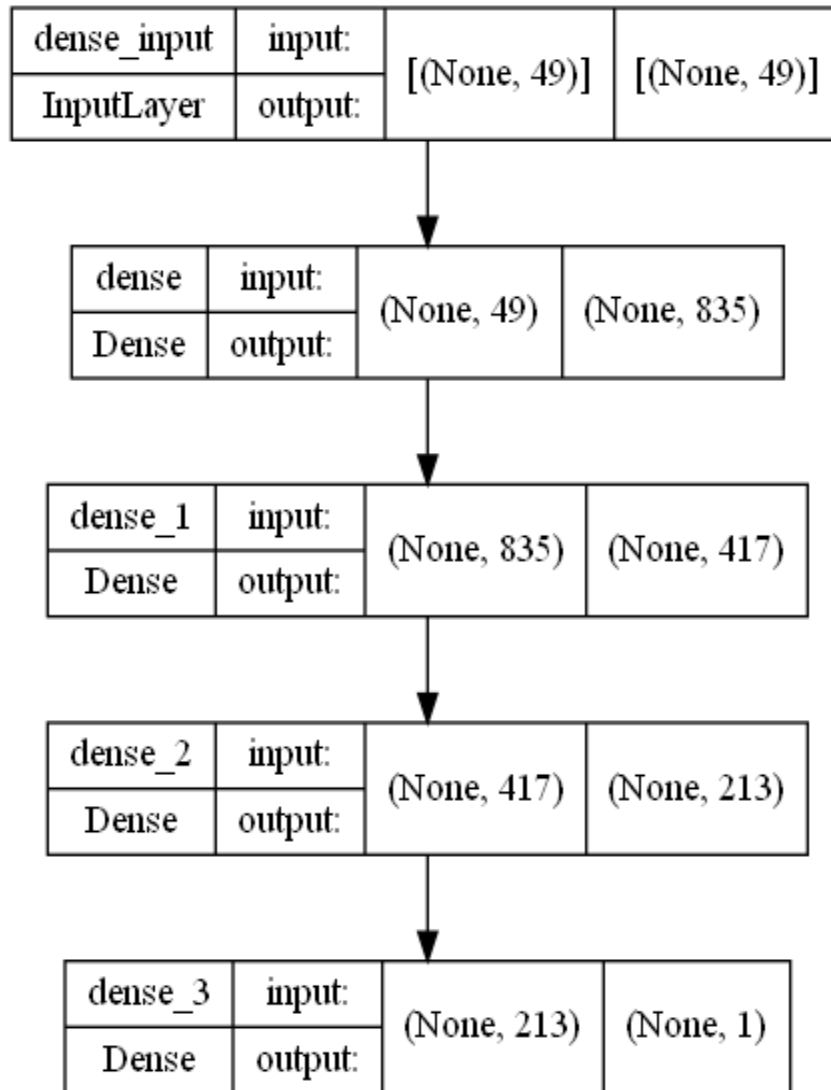 dense_input input: [(None, 49)] [(None, 49)]
InputLayer output:
dense input: (None, 49) (None, 835)
Dense output:
dense_1 input: (None, 835) (None, 417)
Dense output:
dense_2 input: (None, 417) (None, 213)
Dense output:
dense_3 input: (None, 213) (None, 1)
Dense output: